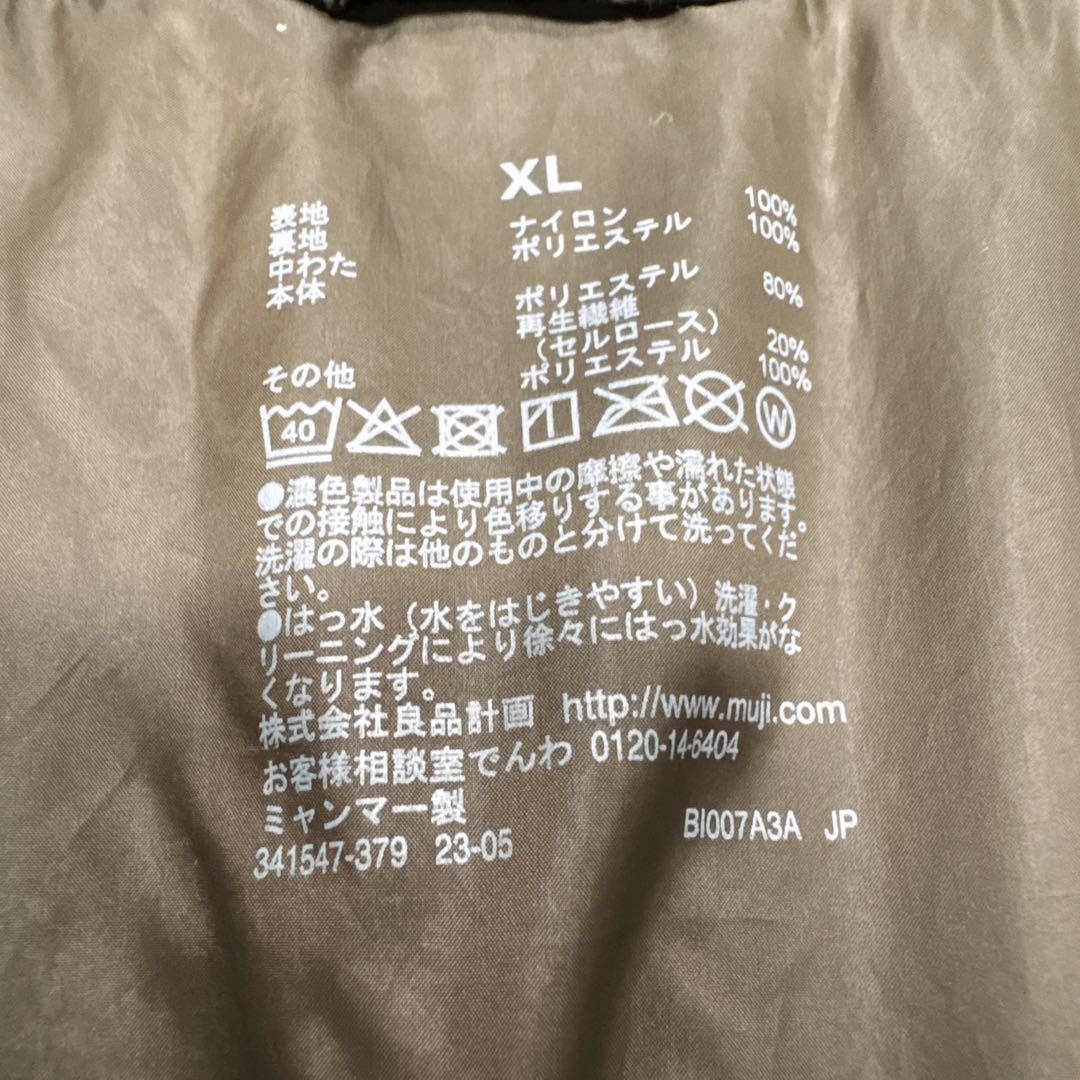 XL
表地 ナイロン 100%
裏地 ポリエステル 100%
中わた
本体 ポリエステル 80%
再生繊維
(セルロース) 20%
その他 ポリエステル 100%
40 W
●濃色製品は使用中の摩擦や濡れた状態
での接触により色移りする事があります。
洗濯の際は他のものと分けて洗ってくだ
さい。
●はっ水(水をはじきやすい)洗濯・ク
リーニングにより徐々にはっ水効果がな
くなります。
株式会社良品計画 http://www.muji.com
お客様相談室でんわ 0120-14-6404
ミャンマー製
341547-379 23-05 BI007A3A JP